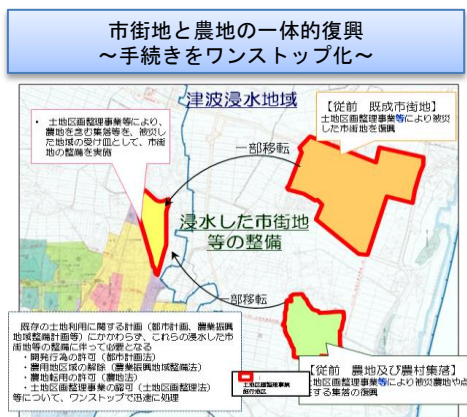 市街地と農地の一体的復興
～手続きをワンストップ化～
津波浸水地域
【従前　既成市街地】
土地区画整理事業等により被災
した市街地を復興
・ 土地区画整理事業等により、
農地を含む集落等を、被災し
た地域の受け皿として、市街
地の整備を実施
一部移転
浸水した市街地
等の整備
一部移転
既存の土地利用に関する計画（都市計画、農業振興
地域整備計画等）にかかわらず、これらの浸水した市
街地等の整備に伴って必要となる
・開発行為の許可（都市計画法）
・農用地区域の解除（農業振興地域整備法）
・農地転用の許可（農地法）
・土地区画整理事業の認可（土地区画整理法）
等について、ワンストップで迅速に処理
土地区画整理事業
施行地区
【従前　農地及び農村集落】
土地区画整理事業等により被災農地や点
する集落の復興